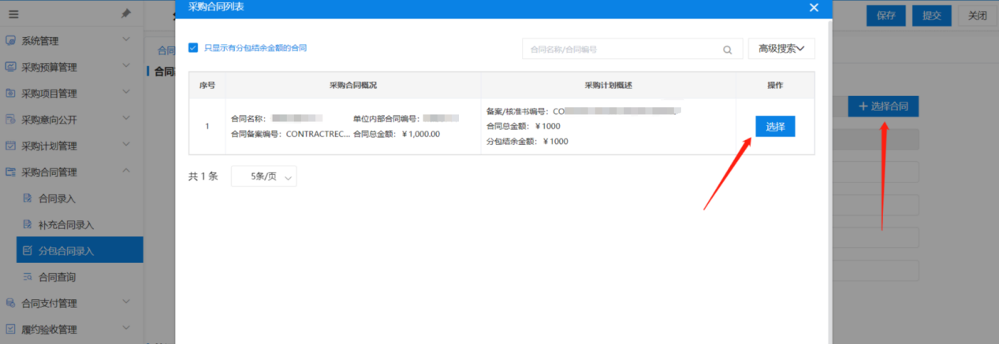 采购合同列表
保存
提交
关闭
系统管理
采购预算管理
采购项目管理
采购意向公开
采购计划管理
采购合同管理
合同录入
补充合同录入
分包合同录入
合同查询
合同支付管理
履约验收管理
合同
合同
只显示有分包结余金额的合同
合同名称/合同编号
高级搜索
序号
采购合同概况
采购计划概述
操作
1
合同名称：
单位内部合同编号：
合同备案编号：CONTRACTREC... 合同总金额：￥1,000.00
备案/核准书编号：CO
合同总金额：￥1000
分包结余金额：￥1000
选择
共 1 条
5条/页
+ 选择合同